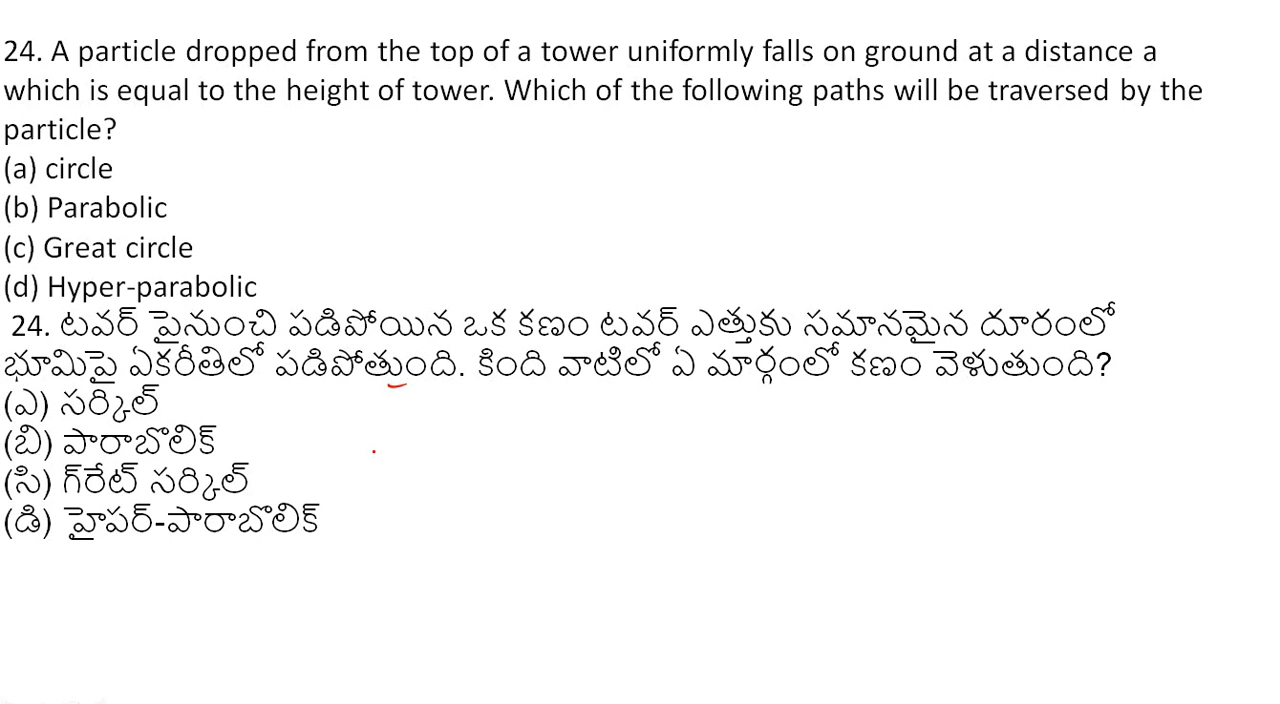 24. A particle dropped from the top of a tower uniformly falls on ground at a distance a
which is equal to the height of tower. Which of the following paths will be traversed by the
particle?
(a) circle
(b) Parabolic
(c) Great circle
(d) Hyper-parabolic
24. టవర్ పైనుంచి పడిపోయిన ఒక కణం టవర్ ఎత్తుకు సమానమైన దూరంలో
భూమిపై ఏకరీతిలో పడిపోతుంది. కింది వాటిలో ఏ మార్గంలో కణం వెళుతుంది?
(ఎ) సర్కిల్
(బి) పారాబొలిక్
(సి) గ్‌రేట్ సర్కిల్
(డి) హైపర్-పారాబొలిక్